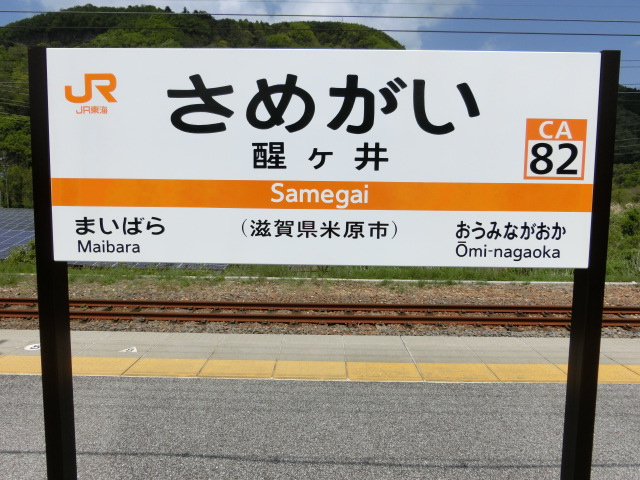 JR
JR東海
さめがい
醒ヶ井
CA
82
Samegai
まいばら
Maibara
（滋賀県米原市）
おうみながおか
Ōmi-nagaoka